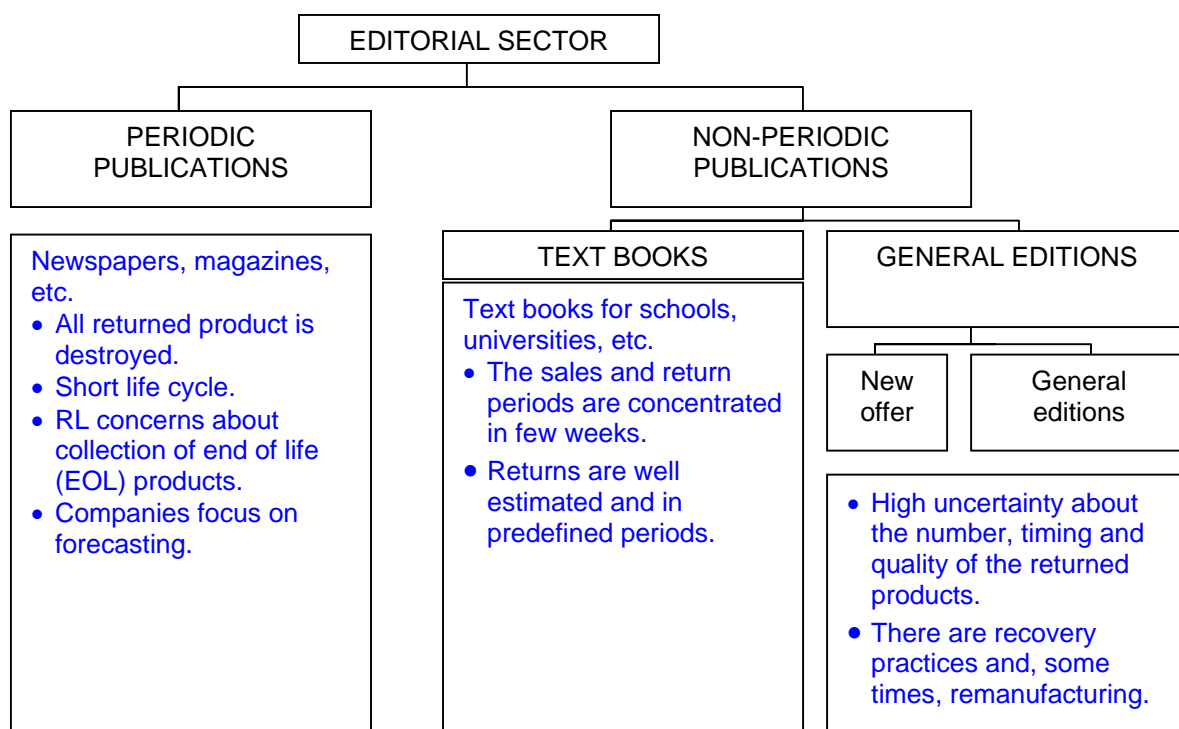 EDITORIAL SECTOR
PERIODIC
PUBLICATIONS
NON-PERIODIC
PUBLICATIONS
Newspapers, magazines,
etc.
• All returned product is
destroyed.
• Short life cycle.
• RL concerns about
collection of end of life
(EOL) products.
• Companies focus on
forecasting.
TEXT BOOKS
Text books for schools,
universities, etc.
• The sales and return
periods are concentrated
in few weeks.
• Returns are well
estimated and in
predefined periods.
GENERAL EDITIONS
New
offer
General
editions
• High uncertainty about
the number, timing and
quality of the returned
products.
• There are recovery
practices and, some
times, remanufacturing.